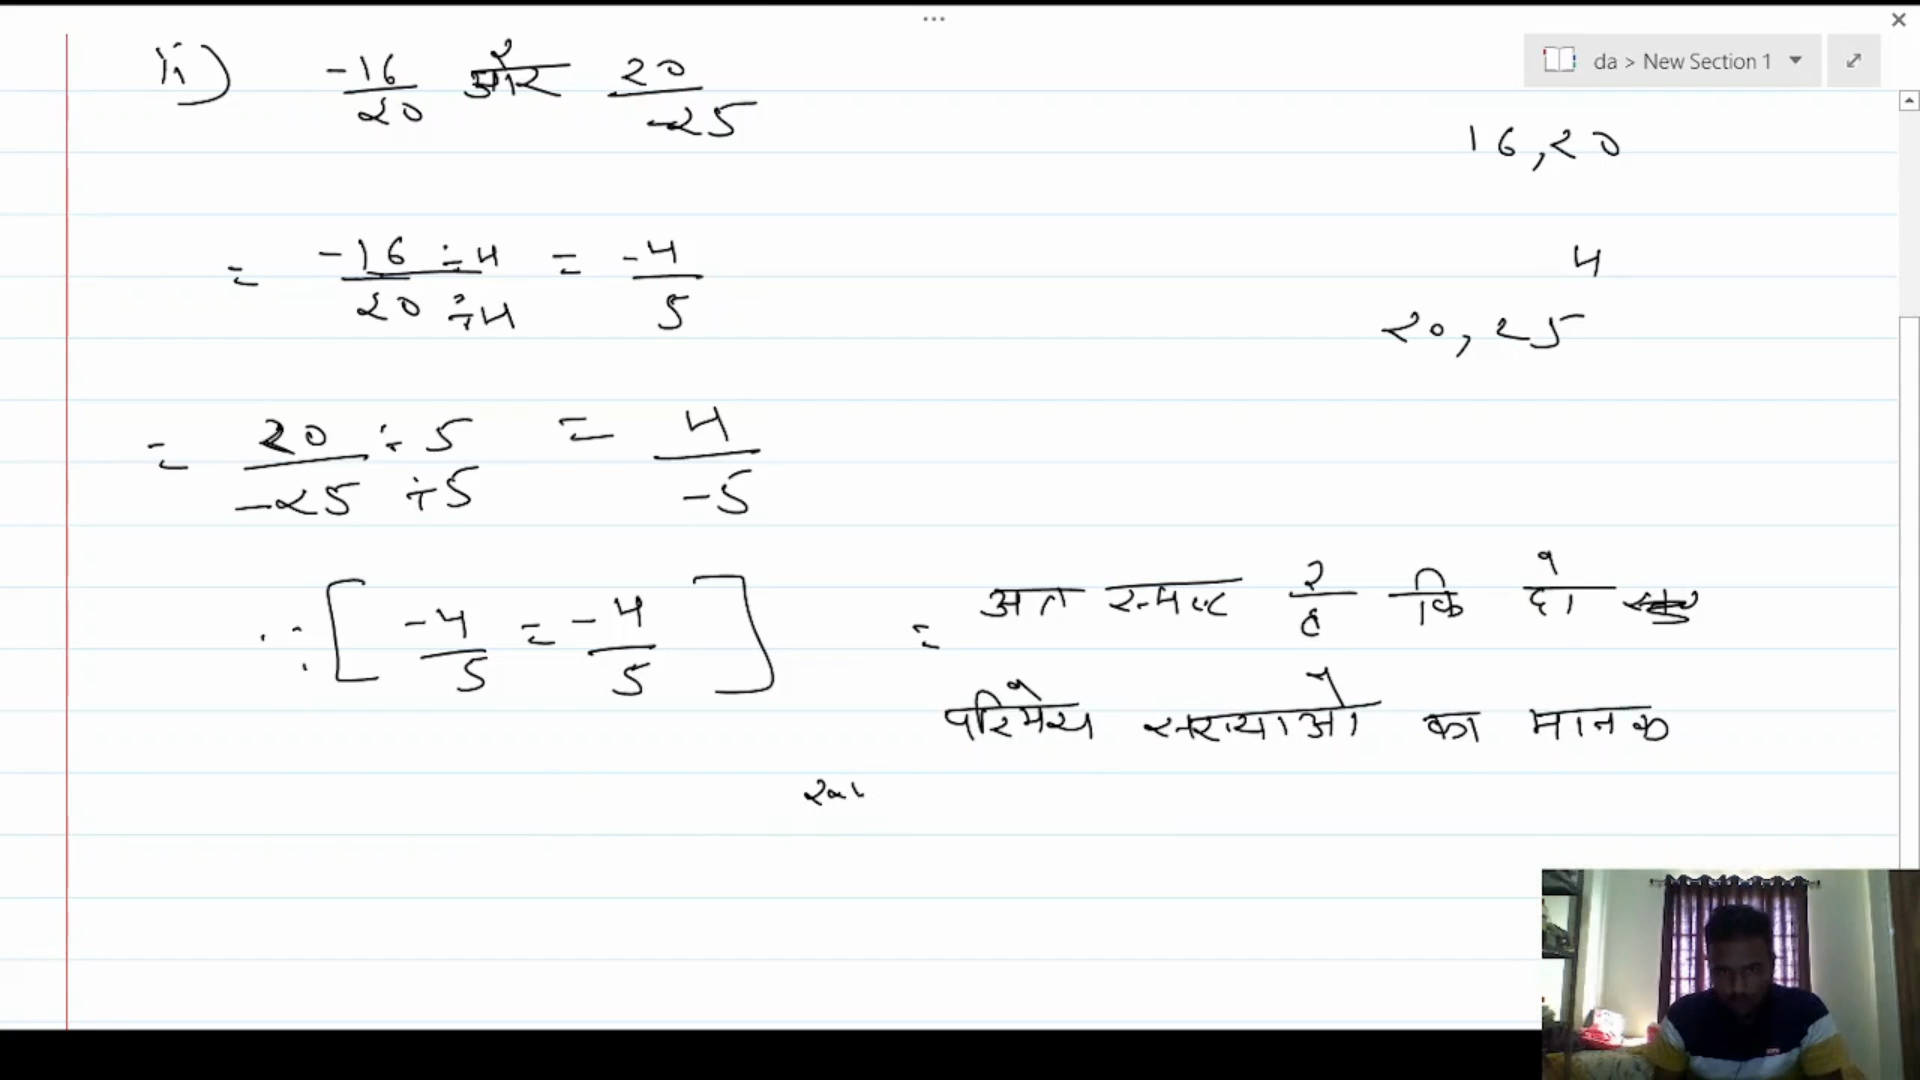 da > New Section 1
ii) -16/20 और 20/-25
16,20
= -16 ÷4 / 20 ÷4 = -4/5
4
20, 25
= 20 ÷ 5 / -25 ÷5 = 4/-5
∴ [ -4/5 = -4/5 ]
= अत स्पष्ट है कि दो
परिमेय संख्याओं का मानक